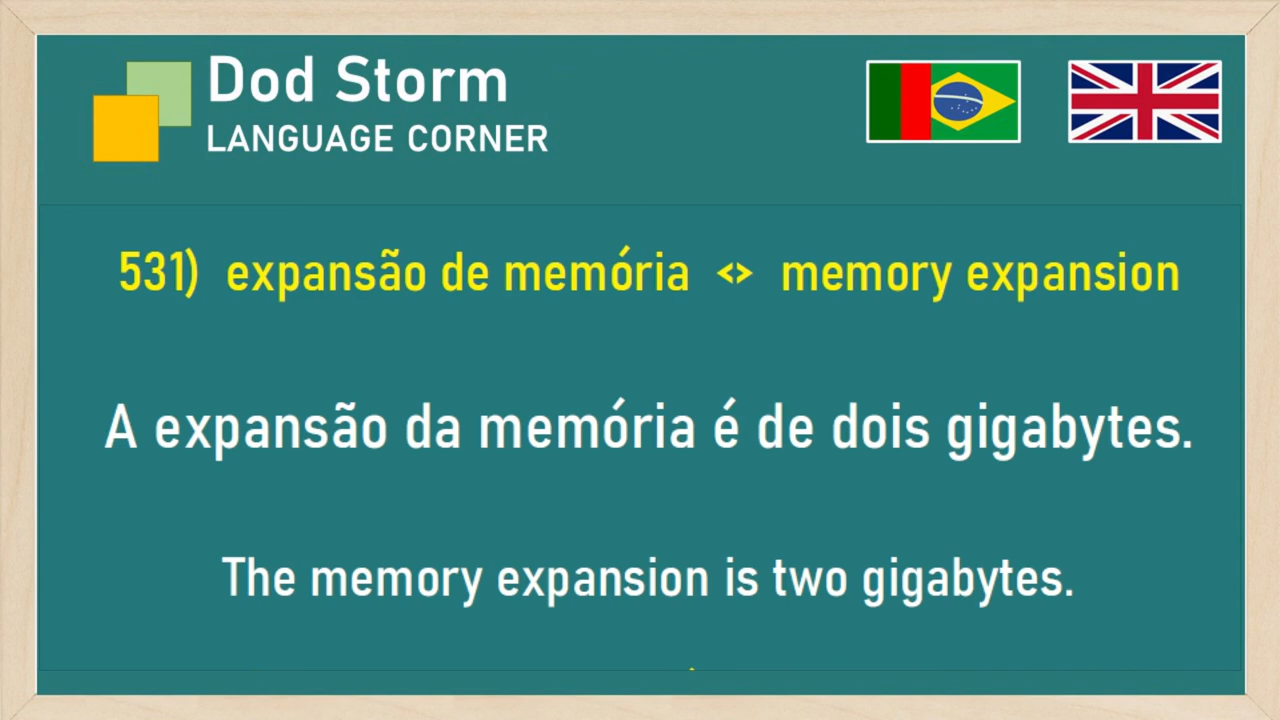 Dod Storm
LANGUAGE CORNER
531) expansão de memória <> memory expansion
A expansão da memória é de dois gigabytes.
The memory expansion is two gigabytes.